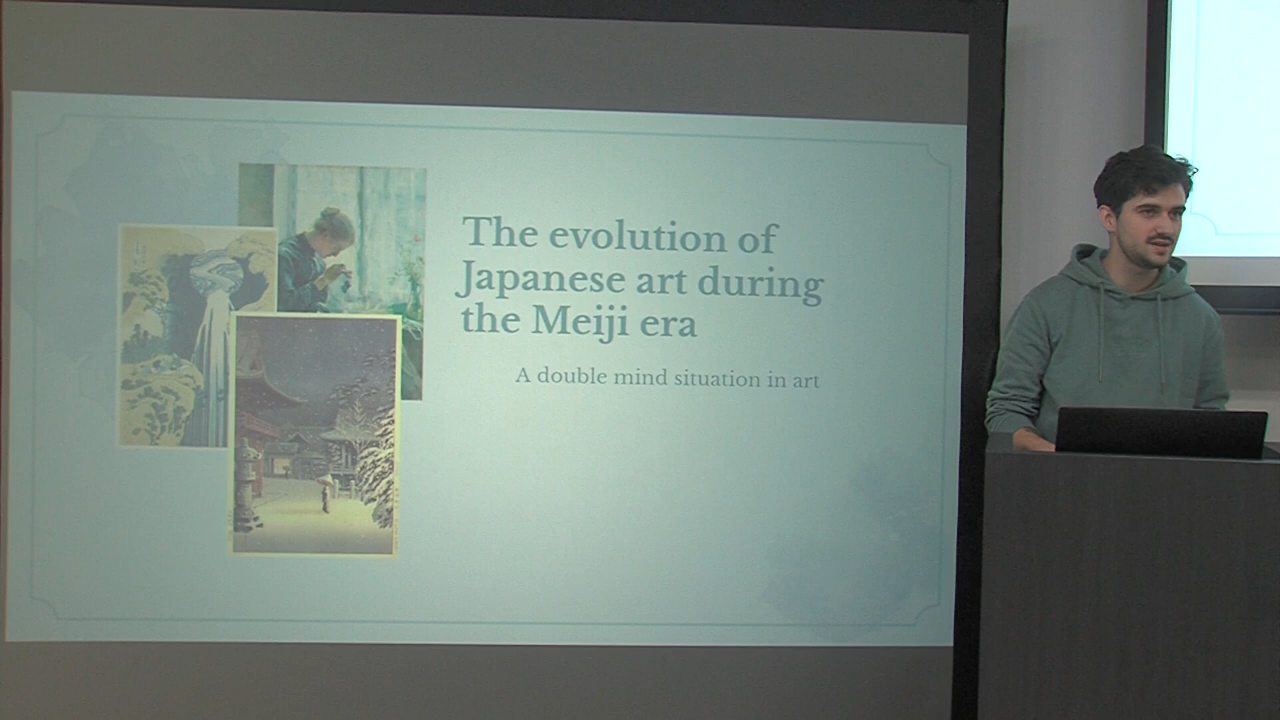 The evolution of
Japanese art during
the Meiji era
A double mind situation in art